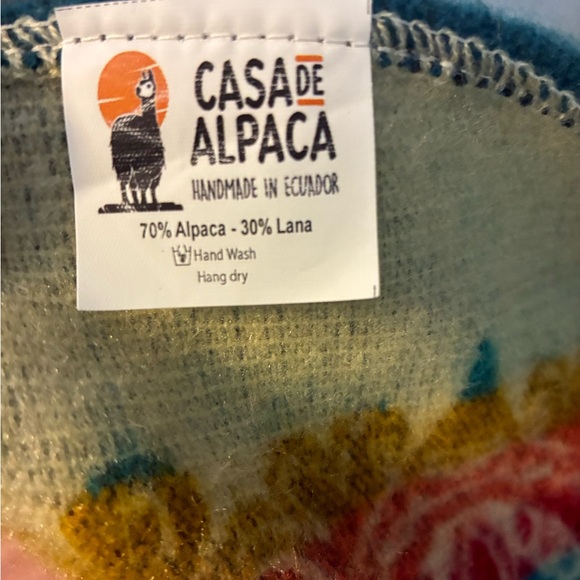 CASA DE
ALPACA
HANDMADE IN ECUADOR
70% Alpaca - 30% Lana
Hand Wash
Hang dry